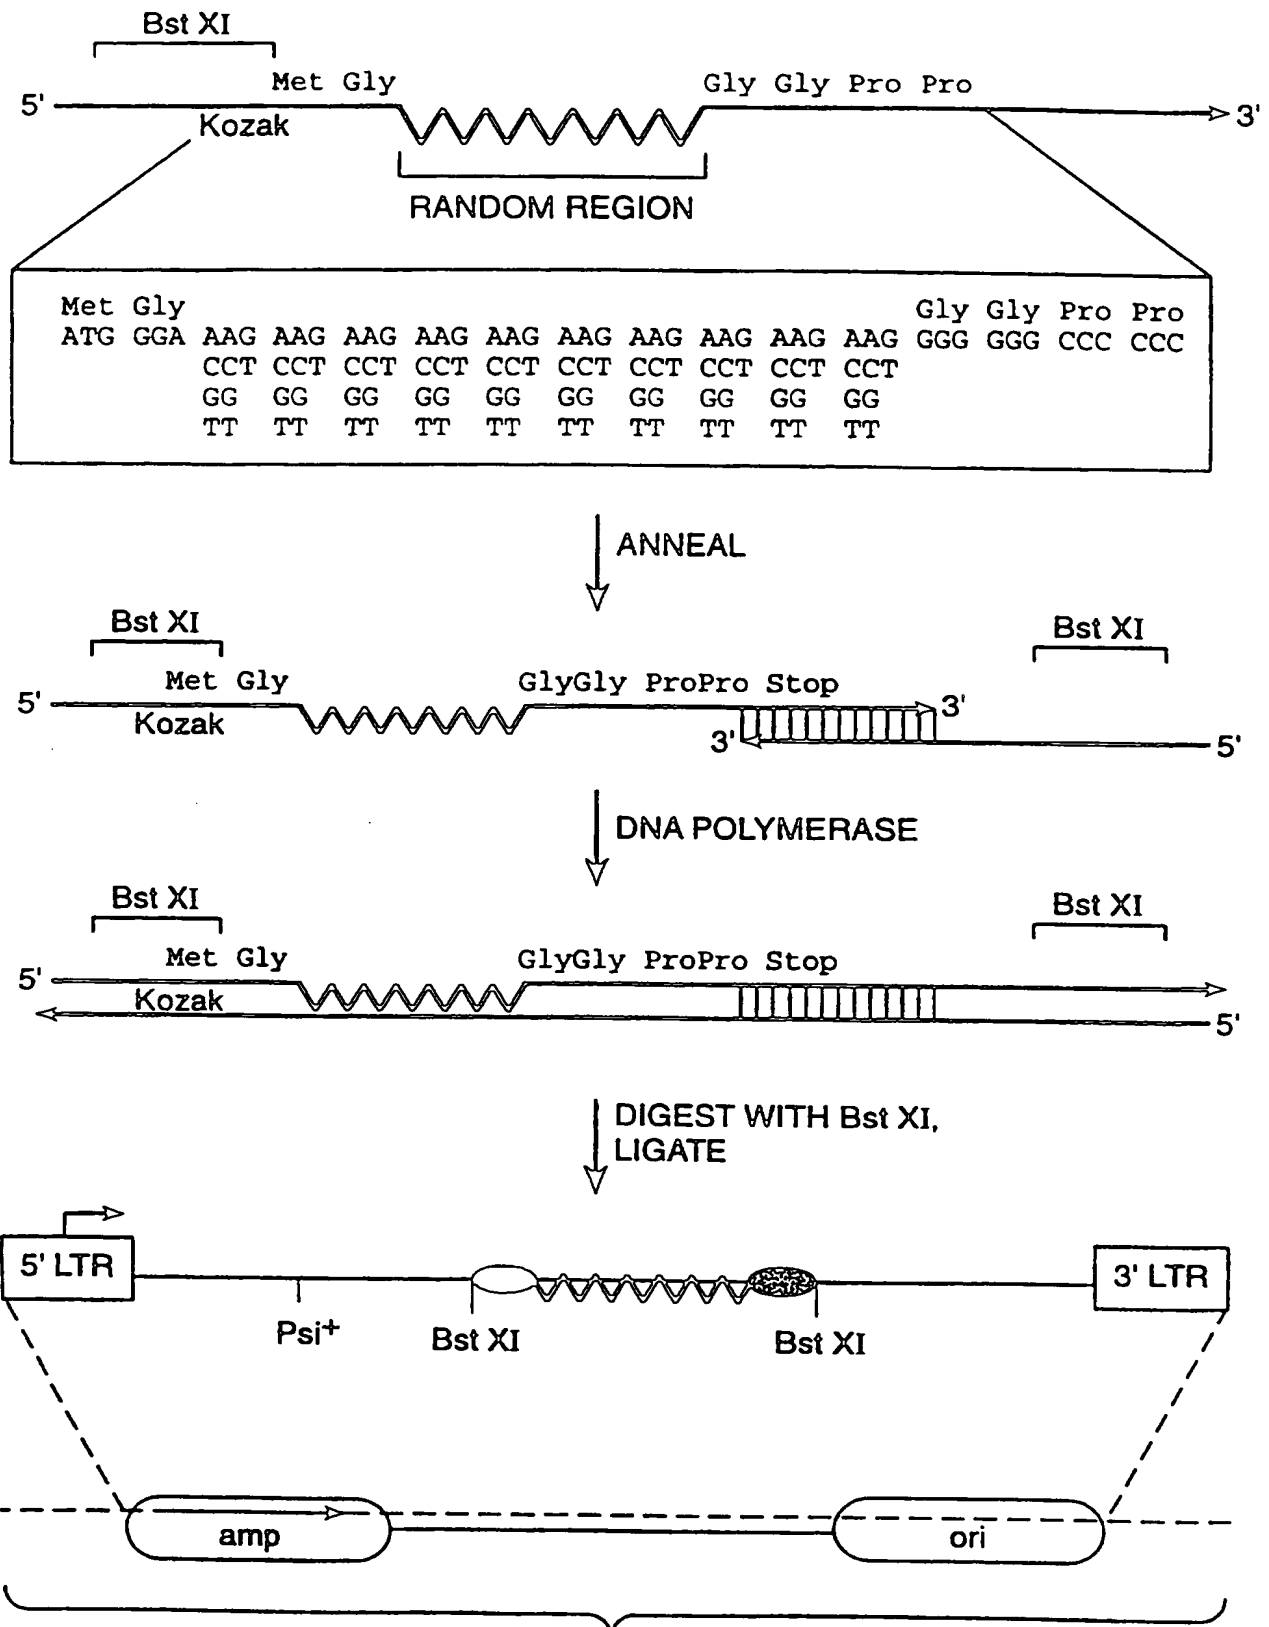 Bst XI
Met Gly
Gly Gly Pro Pro
5'
3'
Kozak
RANDOM REGION
Met Gly
Gly Gly Pro Pro
ATG GGA AAG AAG AAG AAG AAG AAG AAG AAG AAG AAG GGG GGG CCC CCC
CCT CCT CCT CCT CCT CCT CCT CCT CCT CCT
GG GG GG GG GG GG GG GG GG GG
TT TT TT TT TT TT TT TT TT TT
ANNEAL
Bst XI
Bst XI
Met Gly
GlyGly ProPro Stop
5'
3'
Kozak
3'
5'
DNA POLYMERASE
Bst XI
Bst XI
Met Gly
GlyGly ProPro Stop
5'
Kozak
5'
DIGEST WITH Bst XI,
LIGATE
5' LTR
3' LTR
Psi+
Bst XI
Bst XI
amp
ori